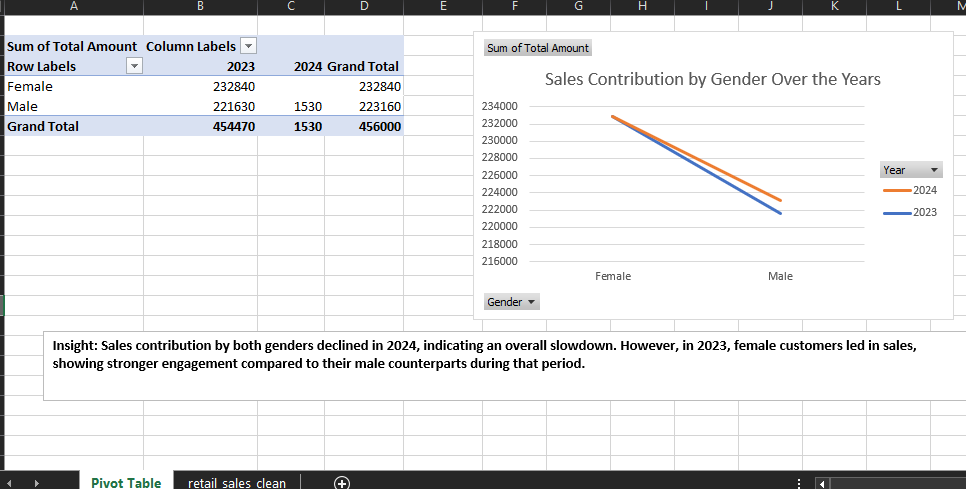 A B C D E F G H I J K L
Sum of Total Amount Column Labels
Row Labels 2023 2024 Grand Total
Female 232840 232840
Male 221630 1530 223160
Grand Total 454470 1530 456000
Sum of Total Amount
Sales Contribution by Gender Over the Years
234000
232000
230000
228000
226000
224000
222000
220000
218000
216000
Female Male
Year
2024
2023
Gender
Insight: Sales contribution by both genders declined in 2024, indicating an overall slowdown. However, in 2023, female customers led in sales,
showing stronger engagement compared to their male counterparts during that period.
Pivot Table retail sales clean